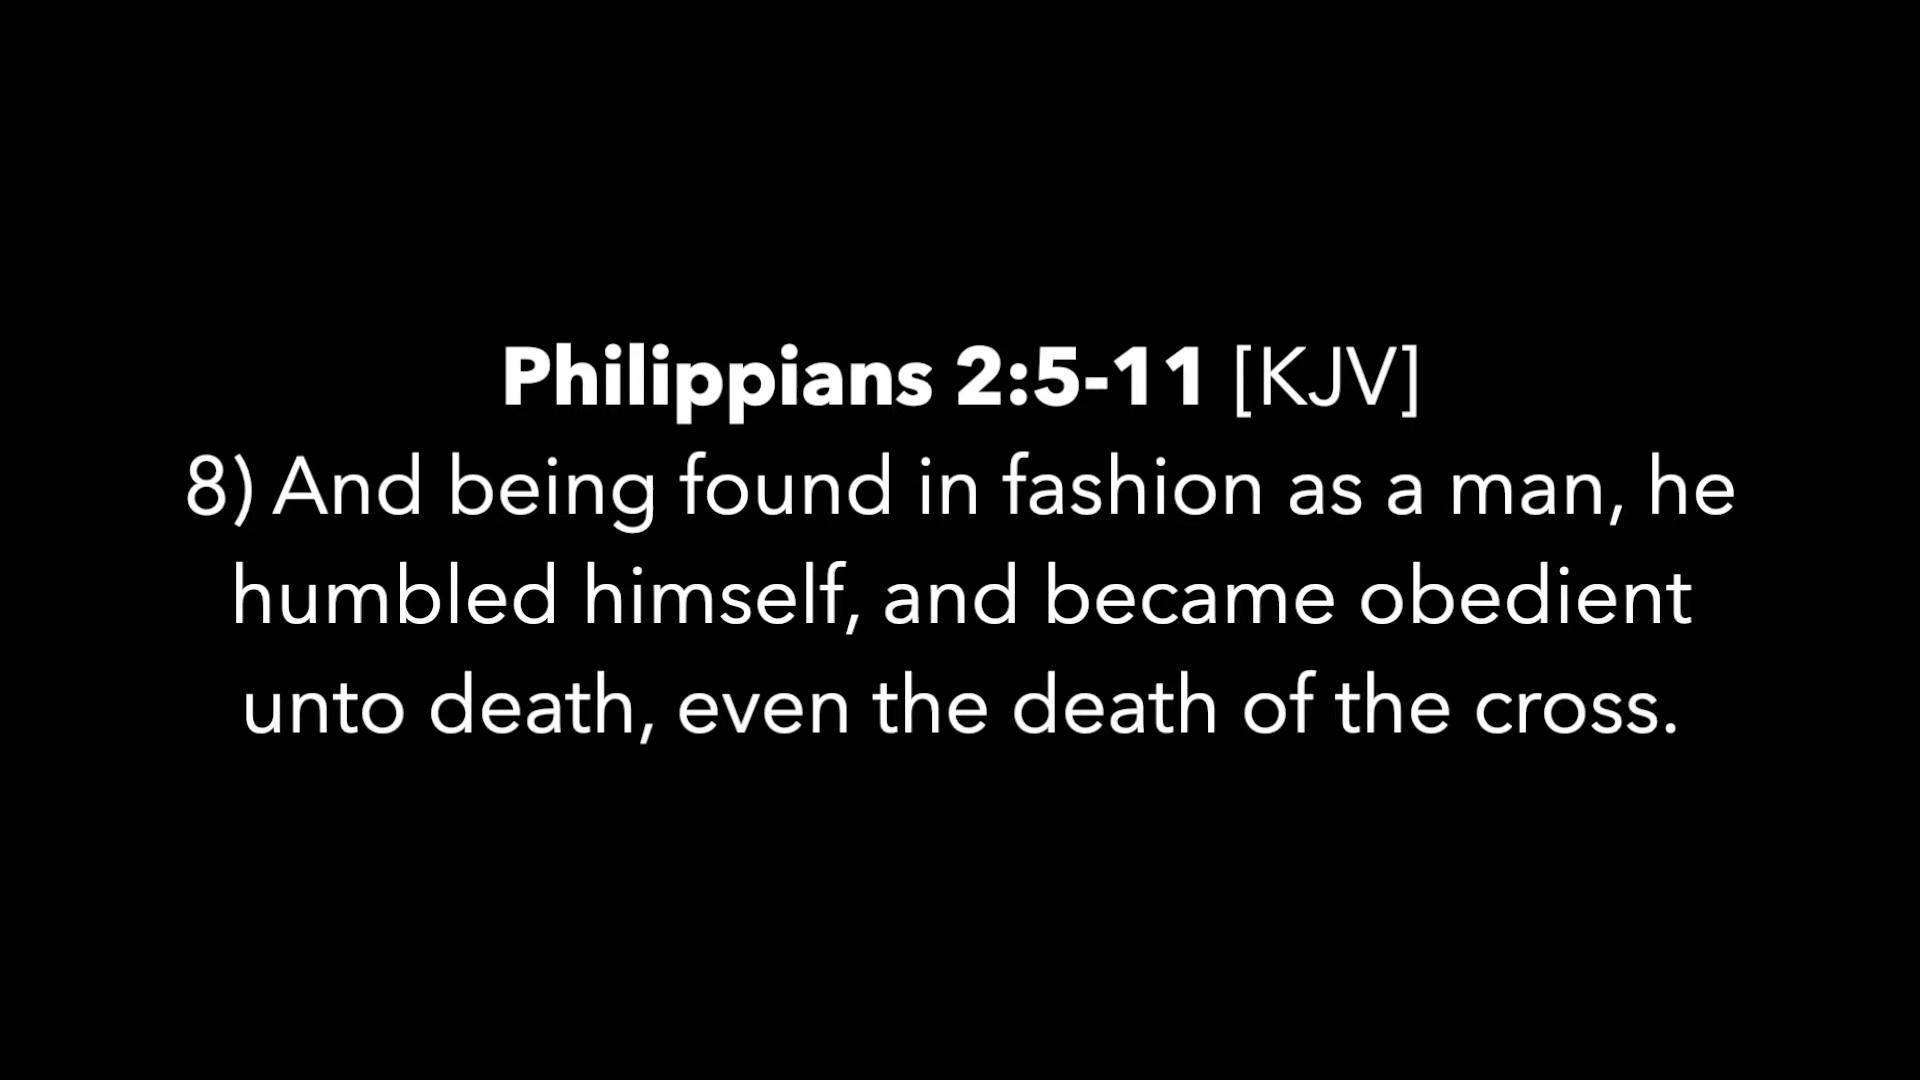 Philippians 2:5-11 [KJV]
8) And being found in fashion as a man, he
humbled himself, and became obedient
unto death, even the death of the cross.